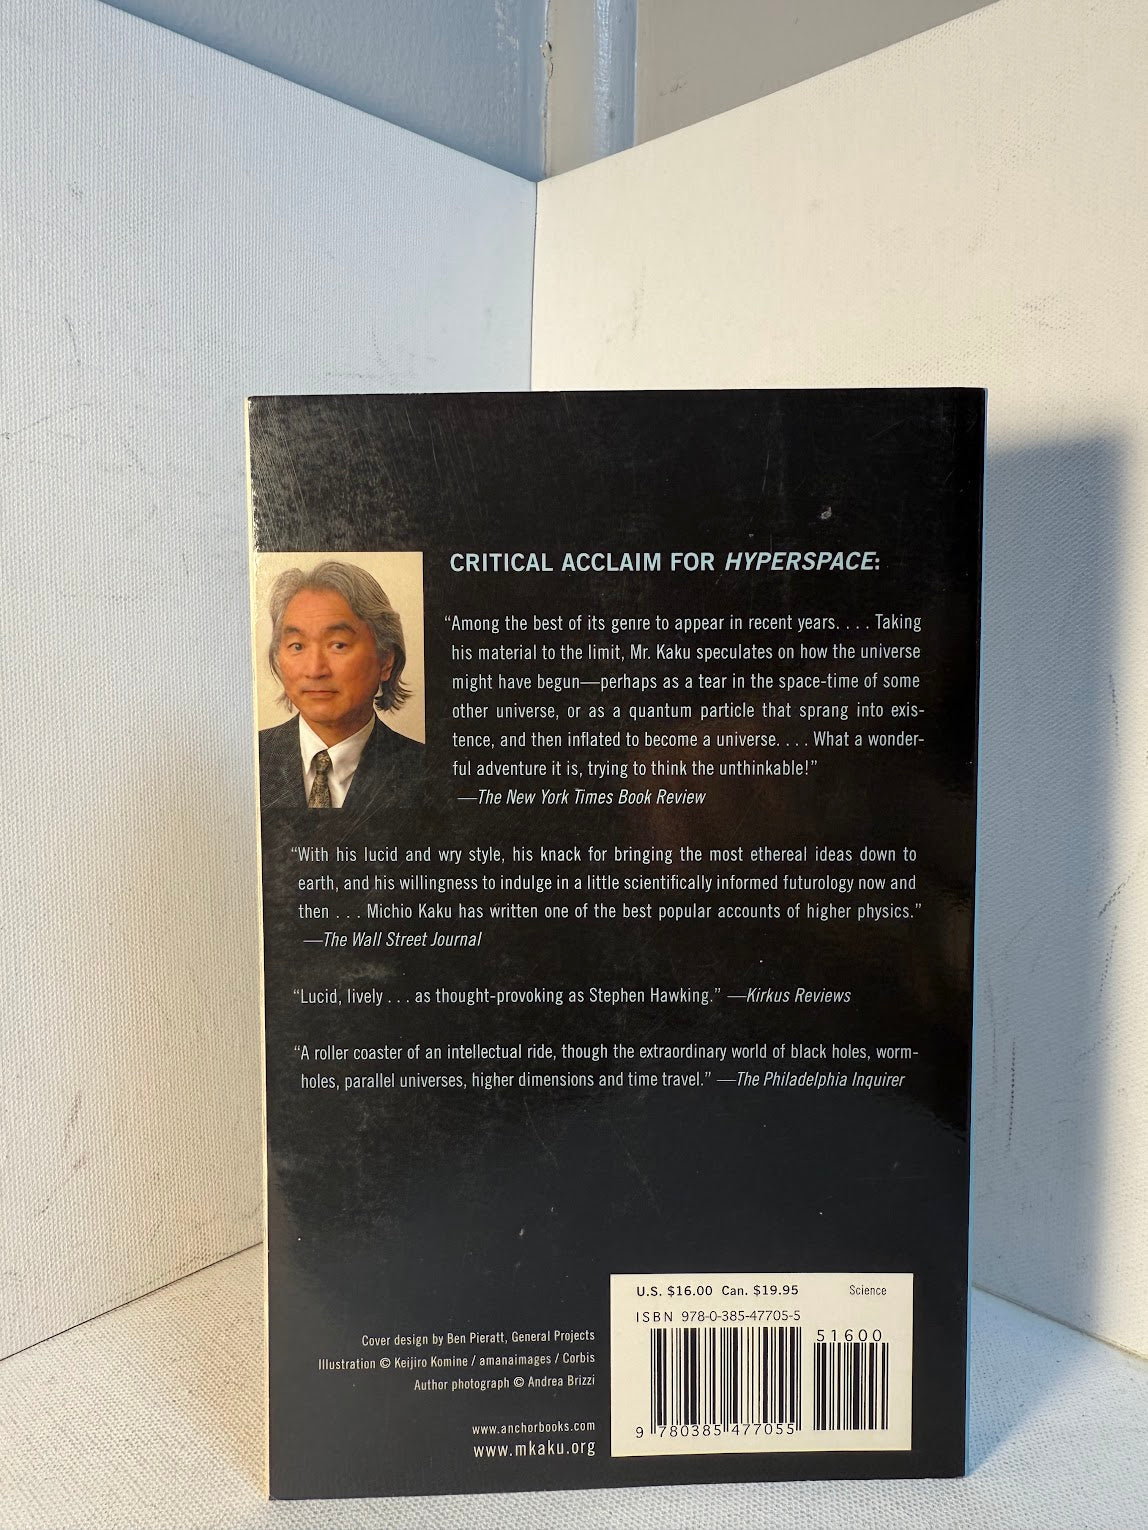 CRITICAL ACCLAIM FOR HYPERSPACE:
“Among the best of its genre to appear in recent years. . . . Taking
his material to the limit, Mr. Kaku speculates on how the universe
might have begun—perhaps as a tear in the space-time of some
other universe, or as a quantum particle that sprang into exis-
tence, and then inflated to become a universe. . . . What a wonder-
ful adventure it is, trying to think the unthinkable!”
—The New York Times Book Review
“With his lucid and wry style, his knack for bringing the most ethereal ideas down to
earth, and his willingness to indulge in a little scientifically informed futurology now and
then . . . Michio Kaku has written one of the best popular accounts of higher physics.”
—The Wall Street Journal
“Lucid, lively . . . as thought-provoking as Stephen Hawking.” —Kirkus Reviews
“A roller coaster of an intellectual ride, though the extraordinary world of black holes, worm-
holes, parallel universes, higher dimensions and time travel.” —The Philadelphia Inquirer
Cover design by Ben Pieratt, General Projects
Illustration © Keijiro Komine / amanaimages / Corbis
Author photograph © Andrea Brizzi
www.anchorbooks.com
www.mkaku.org
U.S. $16.00 Can. $19.95 Science
ISBN 978-0-385-47705-5
51600
9 780385 477055